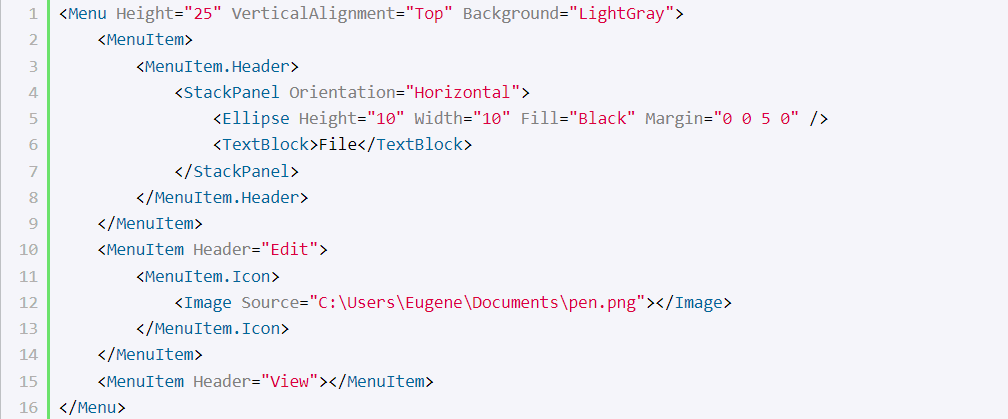 1 <Menu Height="25" VerticalAlignment="Top" Background="LightGray">
2     <MenuItem>
3         <MenuItem.Header>
4             <StackPanel Orientation="Horizontal">
5                 <Ellipse Height="10" Width="10" Fill="Black" Margin="0 0 5 0" />
6                 <TextBlock>File</TextBlock>
7             </StackPanel>
8         </MenuItem.Header>
9     </MenuItem>
10     <MenuItem Header="Edit">
11         <MenuItem.Icon>
12             <Image Source="C:\Users\Eugene\Documents\pen.png"></Image>
13         </MenuItem.Icon>
14     </MenuItem>
15     <MenuItem Header="View"></MenuItem>
16 </Menu>